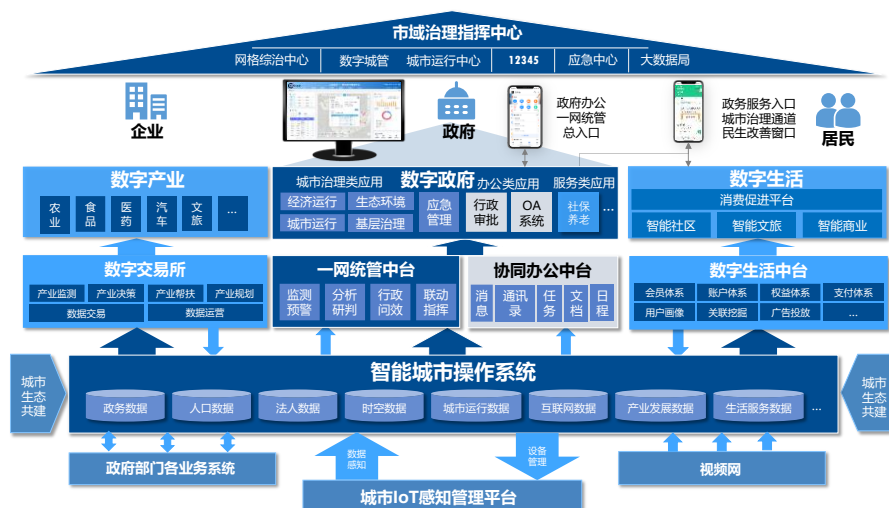 市域治理指挥中心
网格综治中心 数字城管 城市运行中心 12345 应急中心 大数据局
企业
政府
政府办公
一网统管
总入口
政务服务入口
城市治理通道
民生改善窗口
居民
数字产业
农业 食品 医药 汽车 文旅 ...
城市治理类应用 数字政府 办公类应用 服务类应用
经济运行 生态环境 应急管理 行政审批 OA系统 社保养老 ...
城市运行 基层治理
数字生活
消费促进平台
智能社区 智能文旅 智能商业
数字交易所
产业监测 产业决策 产业帮扶 产业规划
数据交易 数据运营
一网统管中台
监测预警 分析研判 行政问效 联动指挥
协同办公中台
消息 通讯录 任务 文档 日程
数字生活中台
会员体系 账户体系 权益体系 支付体系
用户画像 关联挖掘 广告投放 ...
城市生态共建
智能城市操作系统
政务数据 人口数据 法人数据 时空数据 城市运行数据 互联网数据 产业发展数据 生活服务数据 ...
城市生态共建
政府部门各业务系统
数据感知
设备管理
视频网
城市IoT感知管理平台